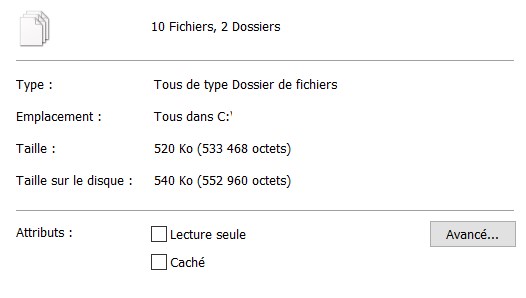 10 Fichiers, 2 Dossiers
Type : Tous de type Dossier de fichiers
Emplacement : Tous dans C:'
Taille : 520 Ko (533 468 octets)
Taille sur le disque : 540 Ko (552 960 octets)
Attributs : Lecture seule Avancé...
Caché